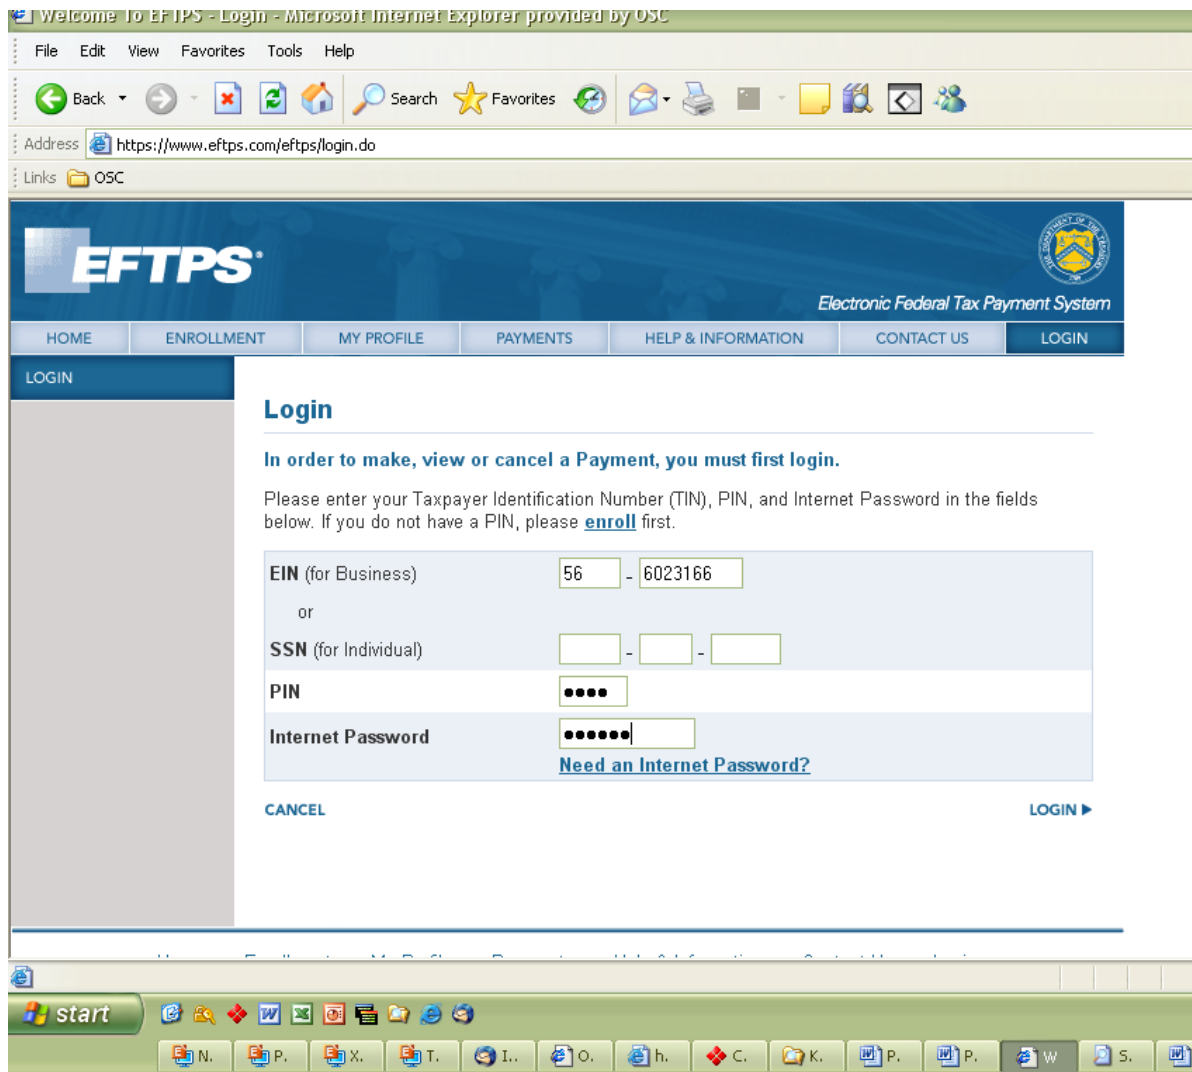 Welcome To EFTPS - Login - Microsoft Internet Explorer provided by OSC
File Edit View Favorites Tools Help
Back Search Favorites
Address https://www.eftps.com/eftps/login.do
Links OSC
EFTPS
Electronic Federal Tax Payment System
HOME ENROLLMENT MY PROFILE PAYMENTS HELP & INFORMATION CONTACT US LOGIN
LOGIN
Login
In order to make, view or cancel a Payment, you must first login.
Please enter your Taxpayer Identification Number (TIN), PIN, and Internet Password in the fields
below. If you do not have a PIN, please enroll first.
EIN (for Business) 56 - 6023166
or
SSN (for Individual) - -
PIN ••••
Internet Password ••••••
Need an Internet Password?
CANCEL LOGIN ▶
start
N. P. X. T. I.. O. h. C. K. P. P. W S.